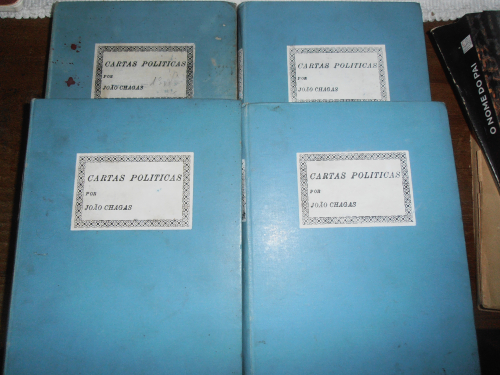 CARTAS POLITICAS
POR
JOÃO CHAGAS
CARTAS POLITICAS
POR
JOÃO CHAGAS
CARTAS POLITICAS
POR
JOÃO CHAGAS
CARTAS POLITICAS
POR
JOÃO CHAGAS
O NOME DO PAI